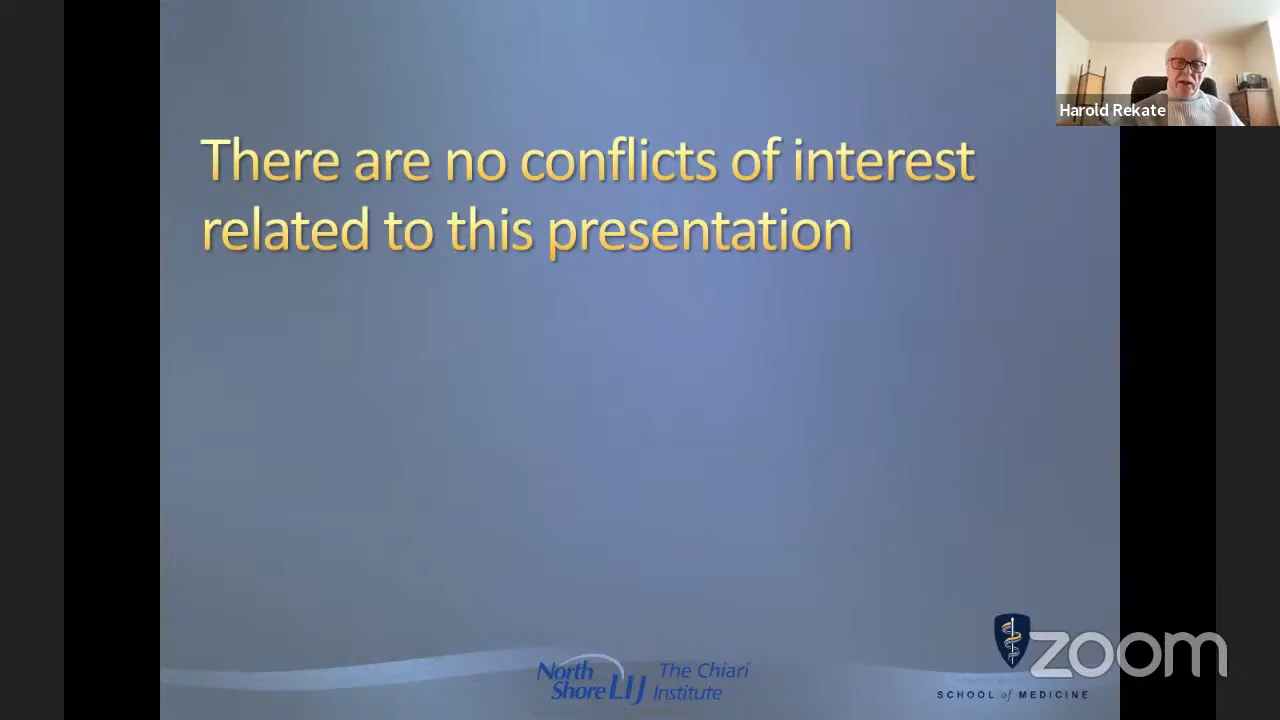 Harold Rekate
There are no conflicts of interest
related to this presentation
North
Shore LIJ
The Chiari
Institute
zoom
SCHOOL of MEDICINE